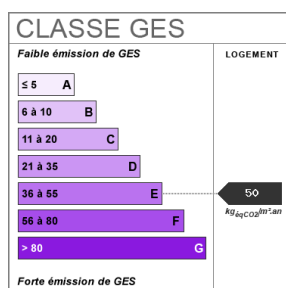 CLASSE GES
Faible émission de GES
LOGEMENT
≤ 5 A
6 à 10 B
11 à 20 C
21 à 35 D
36 à 55 E
50
kgéqCO2/m².an
56 à 80 F
> 80 G
Forte émission de GES